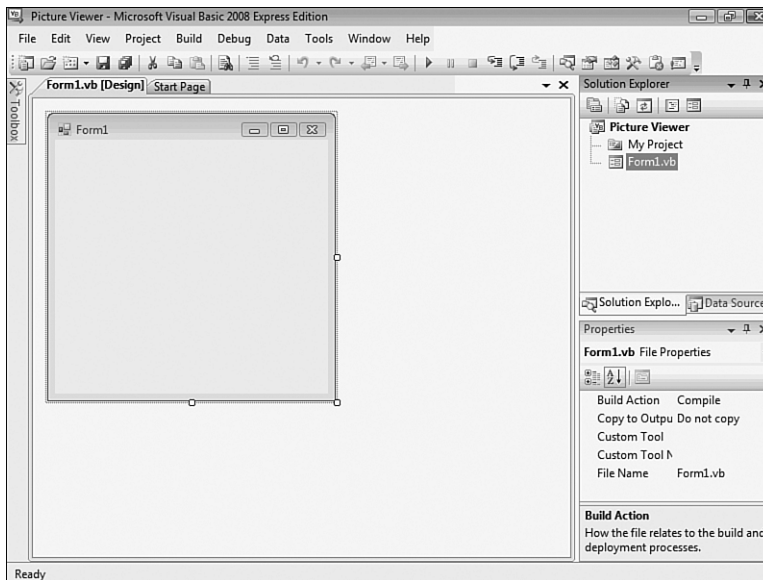 Picture Viewer - Microsoft Visual Basic 2008 Express Edition
File Edit View Project Build Debug Data Tools Window Help
Form1.vb [Design] Start Page
Toolbox
Form1
Solution Explorer
Picture Viewer
My Project
Form1.vb
Solution Explo... Data Source
Properties
Form1.vb File Properties
Build Action Compile
Copy to Outpu Do not copy
Custom Tool
Custom Tool N
File Name Form1.vb
Build Action
How the file relates to the build and
deployment processes.
Ready